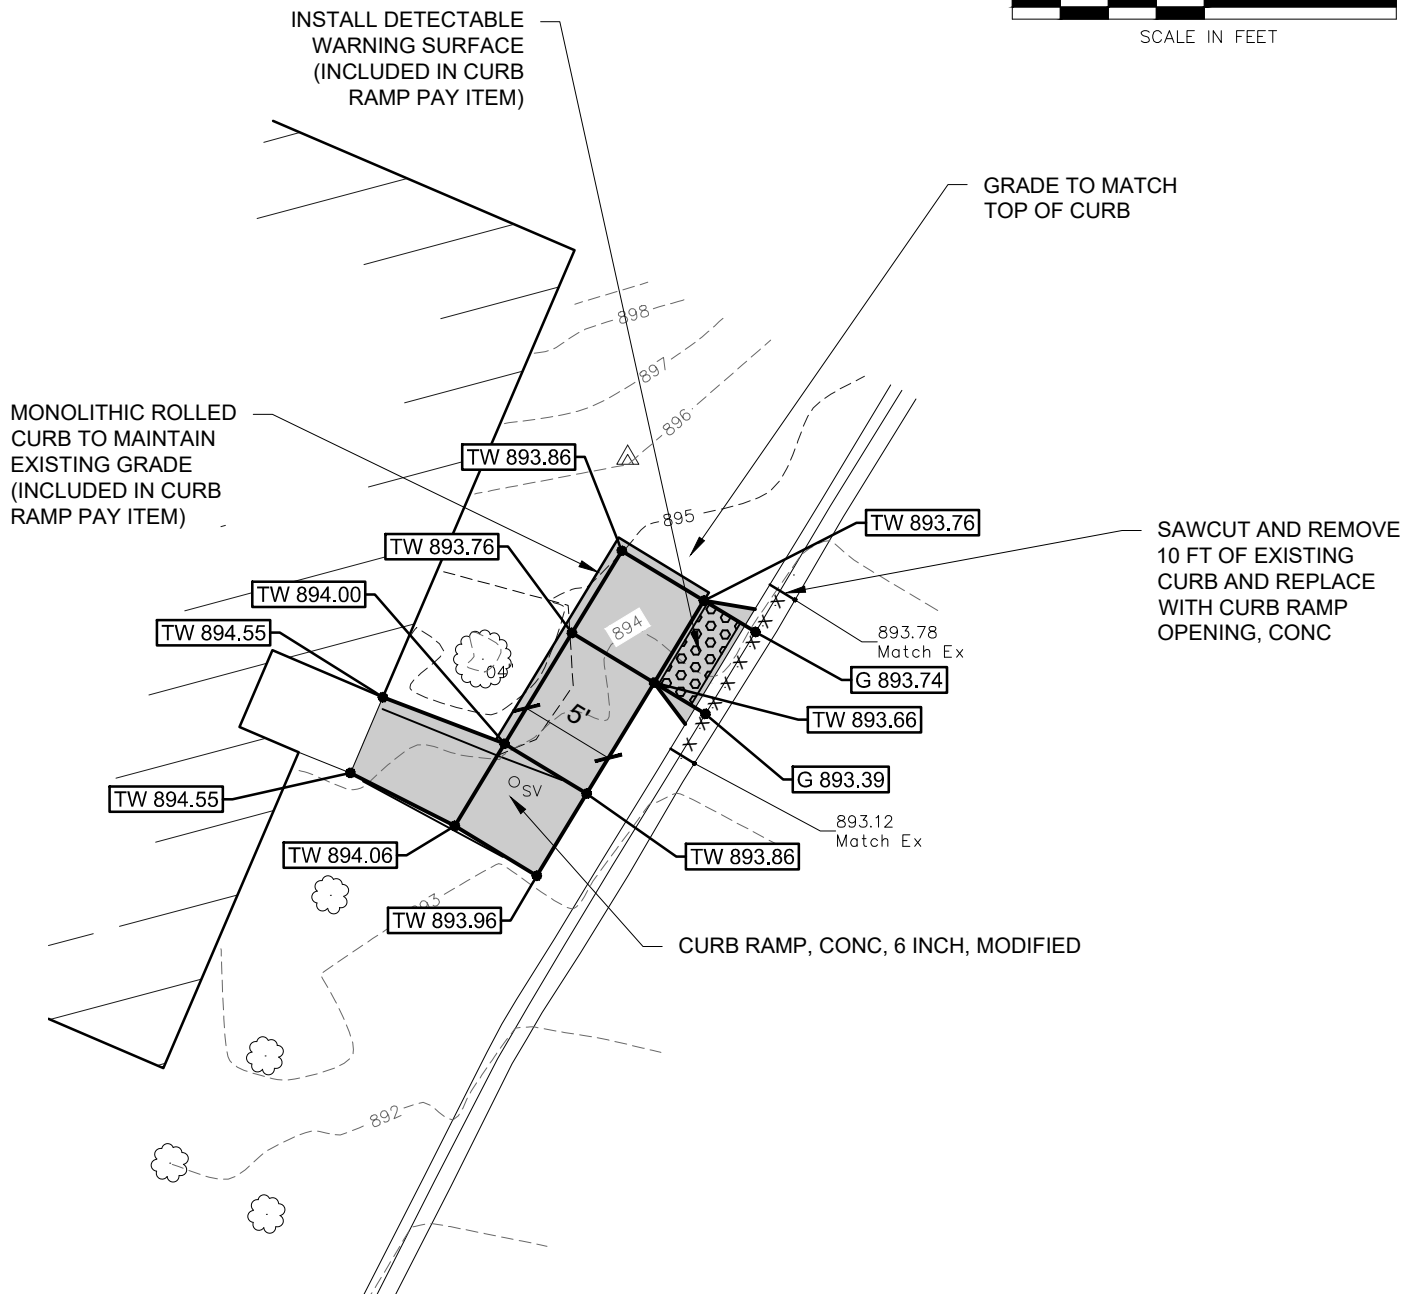 INSTALL DETECTABLE
WARNING SURFACE
(INCLUDED IN CURB
RAMP PAY ITEM)
SCALE IN FEET
GRADE TO MATCH
TOP OF CURB
898
897
896
895
894
MONOLITHIC ROLLED
CURB TO MAINTAIN
EXISTING GRADE
(INCLUDED IN CURB
RAMP PAY ITEM)
TW 893.86
TW 893.76
TW 893.76
SAWCUT AND REMOVE
10 FT OF EXISTING
CURB AND REPLACE
WITH CURB RAMP
OPENING, CONC
TW 894.00
TW 894.55
893.78
Match Ex
G 893.74
TW 893.66
5'
G 893.39
SV
TW 894.55
893.12
Match Ex
TW 894.06
TW 893.86
TW 893.96
CURB RAMP, CONC, 6 INCH, MODIFIED
892